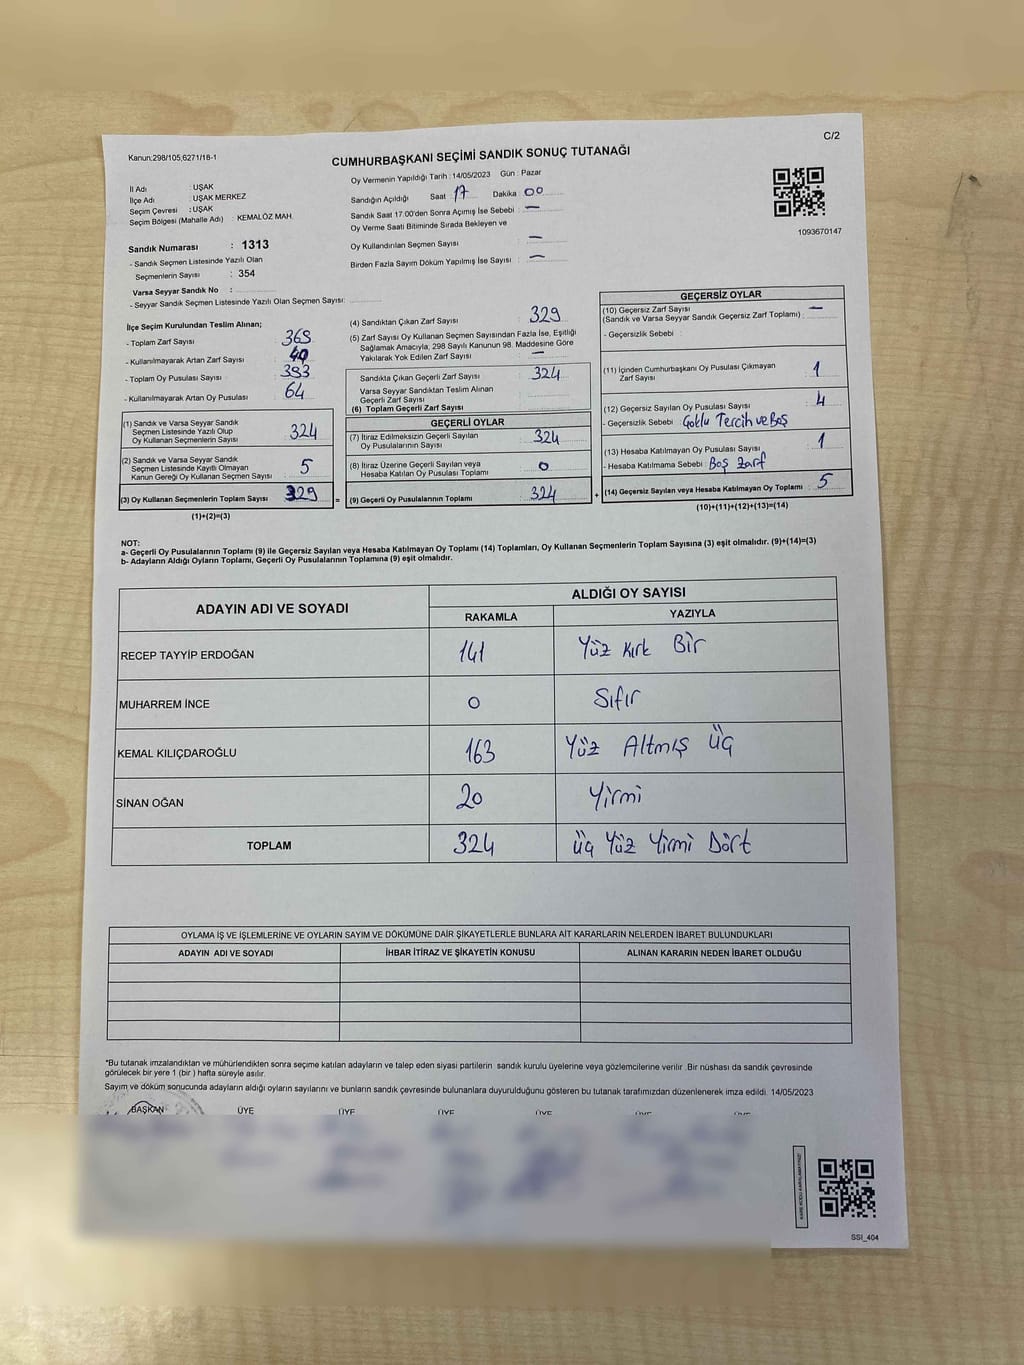 C/2
Kanun:298/105,6271/18-1
CUMHURBAŞKANI SEÇİMİ SANDIK SONUÇ TUTANAĞI
İl Adı : UŞAK
İlçe Adı : UŞAK MERKEZ
Seçim Çevresi : UŞAK
Seçim Bölgesi (Mahalle Adı) : KEMALÖZ MAH.
Sandık Numarası : 1313
- Sandık Seçmen Listesinde Yazılı Olan
Seçmenlerin Sayısı : 354
Varsa Seyyar Sandık No :
- Seyyar Sandık Seçmen Listesinde Yazılı Olan Seçmen Sayısı:
Oy Vermenin Yapıldığı Tarih : 14/05/2023 Gün : Pazar
Sandığın Açıldığı Saat 17 Dakika 00
Sandık Saat 17.00'den Sonra Açımış İse Sebebi : —
Oy Verme Saati Bitiminde Sırada Bekleyen ve
Oy Kullandırılan Seçmen Sayısı : —
Birden Fazla Sayım Döküm Yapılmış İse Sayısı : —
1093670147
İlçe Seçim Kurulundan Teslim Alınan;
- Toplam Zarf Sayısı : 369
- Kullanılmayarak Artan Zarf Sayısı : 40
- Toplam Oy Pusulası Sayısı : 393
- Kullanılmayarak Artan Oy Pusulası : 64
(1) Sandık ve Varsa Seyyar Sandık
Seçmen Listesinde Yazılı Olup
Oy Kullanan Seçmenlerin Sayısı : 324
(2) Sandık ve Varsa Seyyar Sandık
Seçmen Listesinde Kayıtlı Olmayan
Kanun Gereği Oy Kullanan Seçmen Sayısı : 5
(3) Oy Kullanan Seçmenlerin Toplam Sayısı : 329
(1)+(2)=(3)
(4) Sandıktan Çıkan Zarf Sayısı : 329
(5) Zarf Sayısı Oy Kullanan Seçmen Sayısından Fazla İse, Eşitliği
Sağlamak Amacıyla, 298 Sayılı Kanunun 98. Maddesine Göre
Yakılarak Yok Edilen Zarf Sayısı : —
Sandıkta Çıkan Geçerli Zarf Sayısı : 324
Varsa Seyyar Sandıktan Teslim Alınan
Geçerli Zarf Sayısı :
(6) Toplam Geçerli Zarf Sayısı :
=
GEÇERLİ OYLAR
(7) İtiraz Edilmeksizin Geçerli Sayılan
Oy Pusulalarının Sayısı : 324
(8) İtiraz Üzerine Geçerli Sayılan veya
Hesaba Katılan Oy Pusulası Toplamı : 0
(9) Geçerli Oy Pusulalarının Toplamı : 324
+
GEÇERSİZ OYLAR
(10) Geçersiz Zarf Sayısı
(Sandık ve Varsa Seyyar Sandık Geçersiz Zarf Toplamı) : —
- Geçersizlik Sebebi :
(11) İçinden Cumhurbaşkanı Oy Pusulası Çıkmayan
Zarf Sayısı : 1
(12) Geçersiz Sayılan Oy Pusulası Sayısı : 4
- Geçersizlik Sebebi : Çoklu Tercih ve Boş
(13) Hesaba Katılmayan Oy Pusulası Sayısı : 1
- Hesaba Katılmama Sebebi : Boş Zarf
(14) Geçersiz Sayılan veya Hesaba Katılmayan Oy Toplamı : 5
(10)+(11)+(12)+(13)=(14)
NOT:
a- Geçerli Oy Pusulalarının Toplamı (9) ile Geçersiz Sayılan veya Hesaba Katılmayan Oy Toplamı (14) Toplamları, Oy Kullanan Seçmenlerin Toplam Sayısına (3) eşit olmalıdır. (9)+(14)=(3)
b- Adayların Aldığı Oyların Toplamı, Geçerli Oy Pusulalarının Toplamına (9) eşit olmalıdır.
ADAYIN ADI VE SOYADI ALDIĞI OY SAYISI
RAKAMLA YAZIYLA
RECEP TAYYİP ERDOĞAN 141 Yüz Kırk Bir
MUHARREM İNCE 0 Sıfır
KEMAL KILIÇDAROĞLU 163 Yüz Altmış Üç
SİNAN OĞAN 20 Yirmi
TOPLAM 324 Üç Yüz Yirmi Dört
OYLAMA İŞ VE İŞLEMLERİNE VE OYLARIN SAYIM VE DÖKÜMÜNE DAİR ŞİKAYETLERLE BUNLARA AİT KARARLARIN NELERDEN İBARET BULUNDUKLARI
ADAYIN ADI VE SOYADI İHBAR İTİRAZ VE ŞİKAYETİN KONUSU ALINAN KARARIN NEDEN İBARET OLDUĞU
*Bu tutanak imzalandıktan ve mühürlendikten sonra seçime katılan adayların ve talep eden siyasi partilerin sandık kurulu üyelerine veya gözlemcilerine verilir. Bir nüshası da sandık çevresinde
görülecek bir yere 1 (bir ) hafta süreyle asılır.
Sayım ve döküm sonucunda adayların aldığı oyların sayılarını ve bunların sandık çevresinde bulunanlara duyurulduğunu gösteren bu tutanak tarafımızdan düzenlenerek imza edildi. 14/05/2023
BAŞKAN ÜYE ÜYE ÜYE ÜYE ÜYE ÜYE
SSI_404